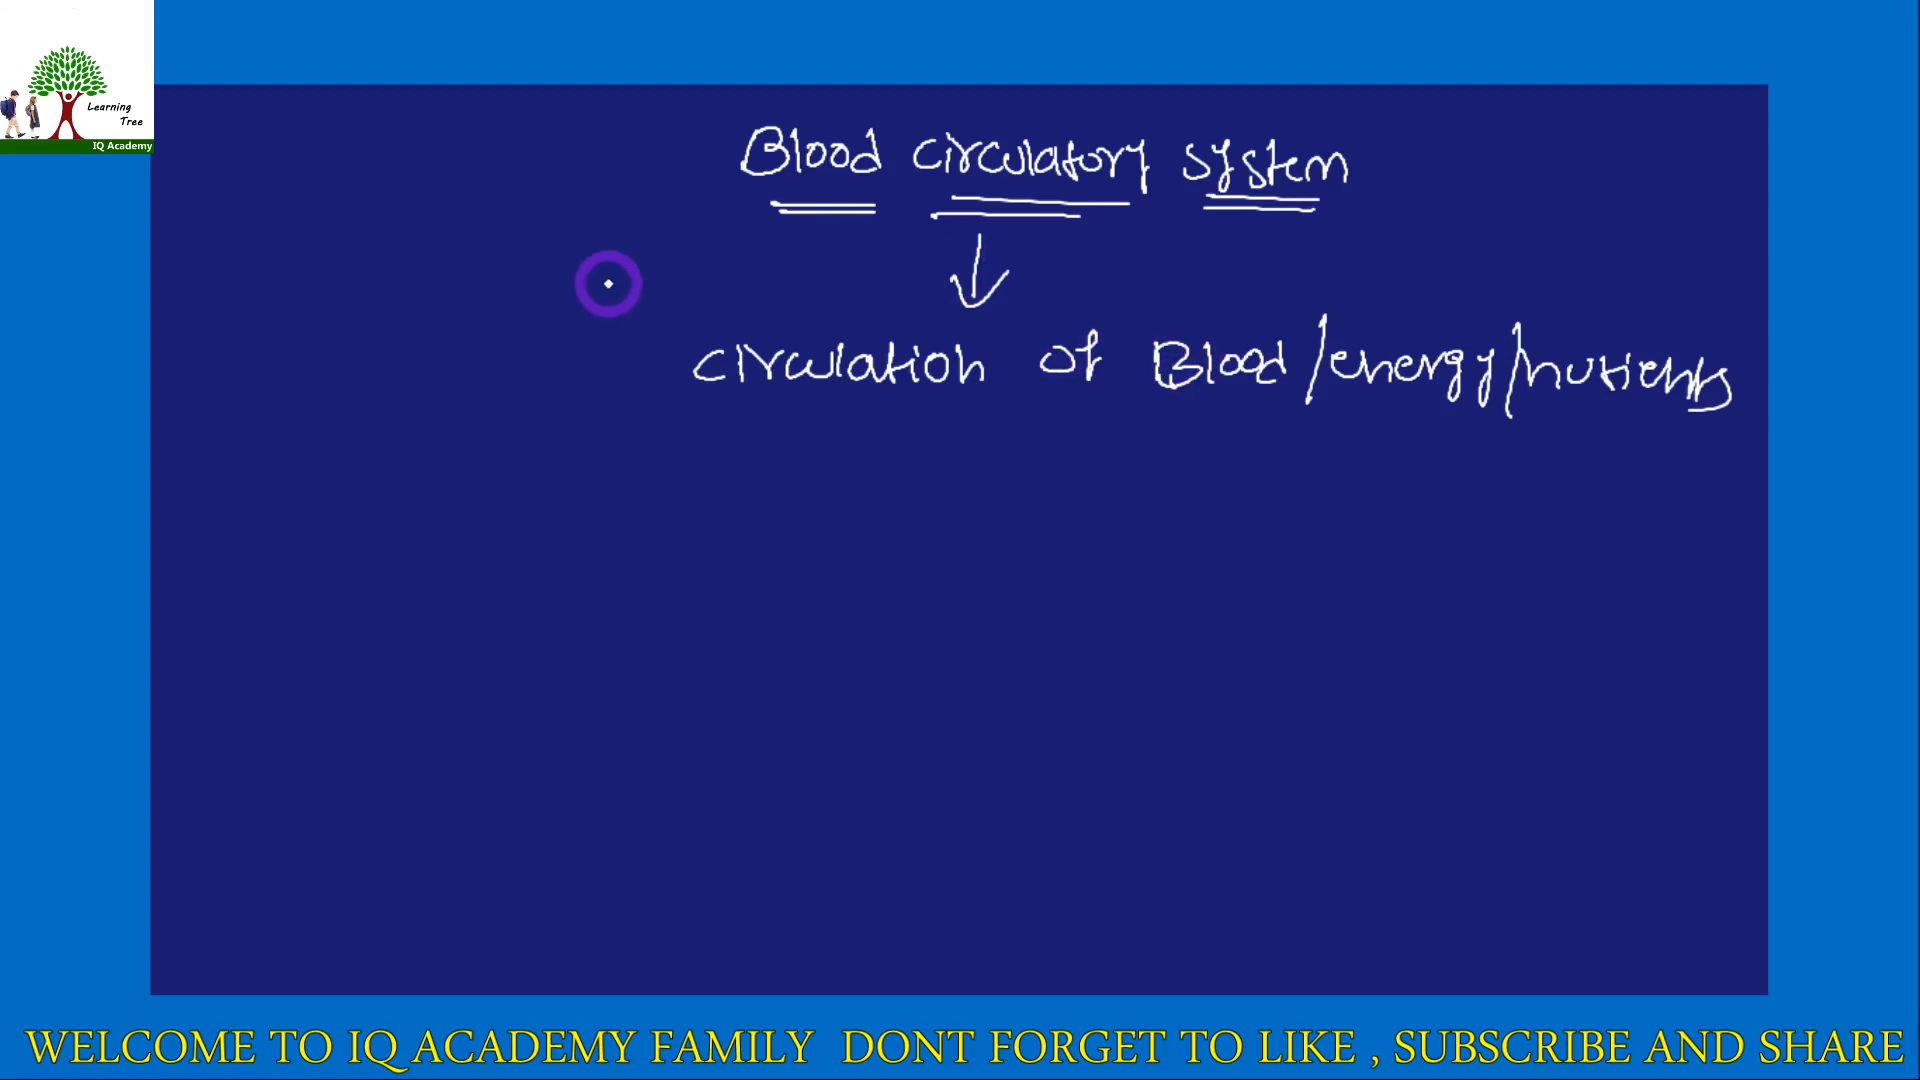 Learning
Tree
IQ Academy
Blood circulatory system
circulation of Blood/energy/nutrients
WELCOME TO IQ ACADEMY FAMILY DONT FORGET TO LIKE , SUBSCRIBE AND SHARE